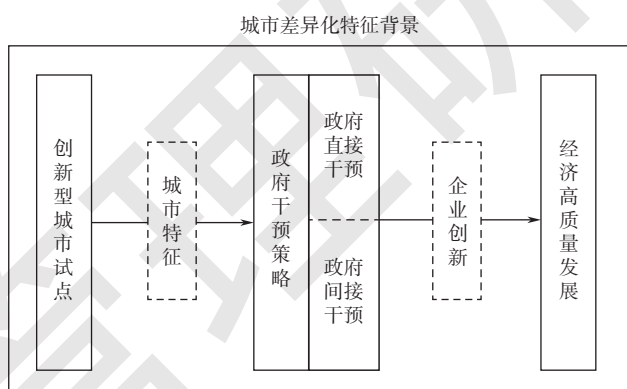 城市差异化特征背景
创新型城市试点
城市特征
政府干预策略
政府
直接
干预
政府
间接
干预
企业创新
经济高质量发展